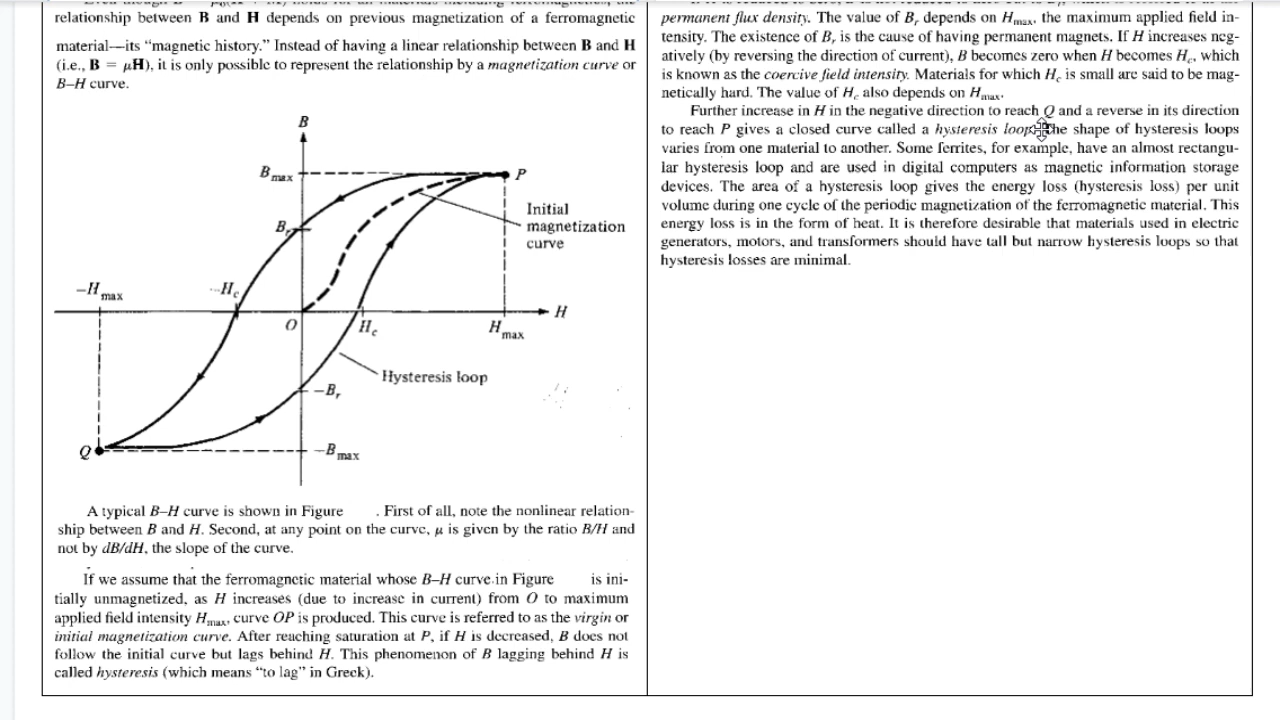 relationship between B and H depends on previous magnetization of a ferromagnetic
material—its “magnetic history.” Instead of having a linear relationship between B and H
(i.e., B = μH), it is only possible to represent the relationship by a magnetization curve or
B–H curve.
B
B max
P
Initial
magnetization
curve
Br
–H max
–Hc
H
O
Hc
H max
Hysteresis loop
–Br
Q
–B max
A typical B–H curve is shown in Figure . First of all, note the nonlinear relation-
ship between B and H. Second, at any point on the curve, μ is given by the ratio B/H and
not by dB/dH, the slope of the curve.
If we assume that the ferromagnetic material whose B–H curve in Figure is ini-
tially unmagnetized, as H increases (due to increase in current) from O to maximum
applied field intensity Hmax, curve OP is produced. This curve is referred to as the virgin or
initial magnetization curve. After reaching saturation at P, if H is decreased, B does not
follow the initial curve but lags behind H. This phenomenon of B lagging behind H is
called hysteresis (which means “to lag” in Greek).
permanent flux density. The value of Br depends on Hmax, the maximum applied field in-
tensity. The existence of Br is the cause of having permanent magnets. If H increases neg-
atively (by reversing the direction of current), B becomes zero when H becomes Hc, which
is known as the coercive field intensity. Materials for which Hc is small are said to be mag-
netically hard. The value of Hc also depends on Hmax.
Further increase in H in the negative direction to reach Q and a reverse in its direction
to reach P gives a closed curve called a hysteresis loop. The shape of hysteresis loops
varies from one material to another. Some ferrites, for example, have an almost rectangu-
lar hysteresis loop and are used in digital computers as magnetic information storage
devices. The area of a hysteresis loop gives the energy loss (hysteresis loss) per unit
volume during one cycle of the periodic magnetization of the ferromagnetic material. This
energy loss is in the form of heat. It is therefore desirable that materials used in electric
generators, motors, and transformers should have tall but narrow hysteresis loops so that
hysteresis losses are minimal.